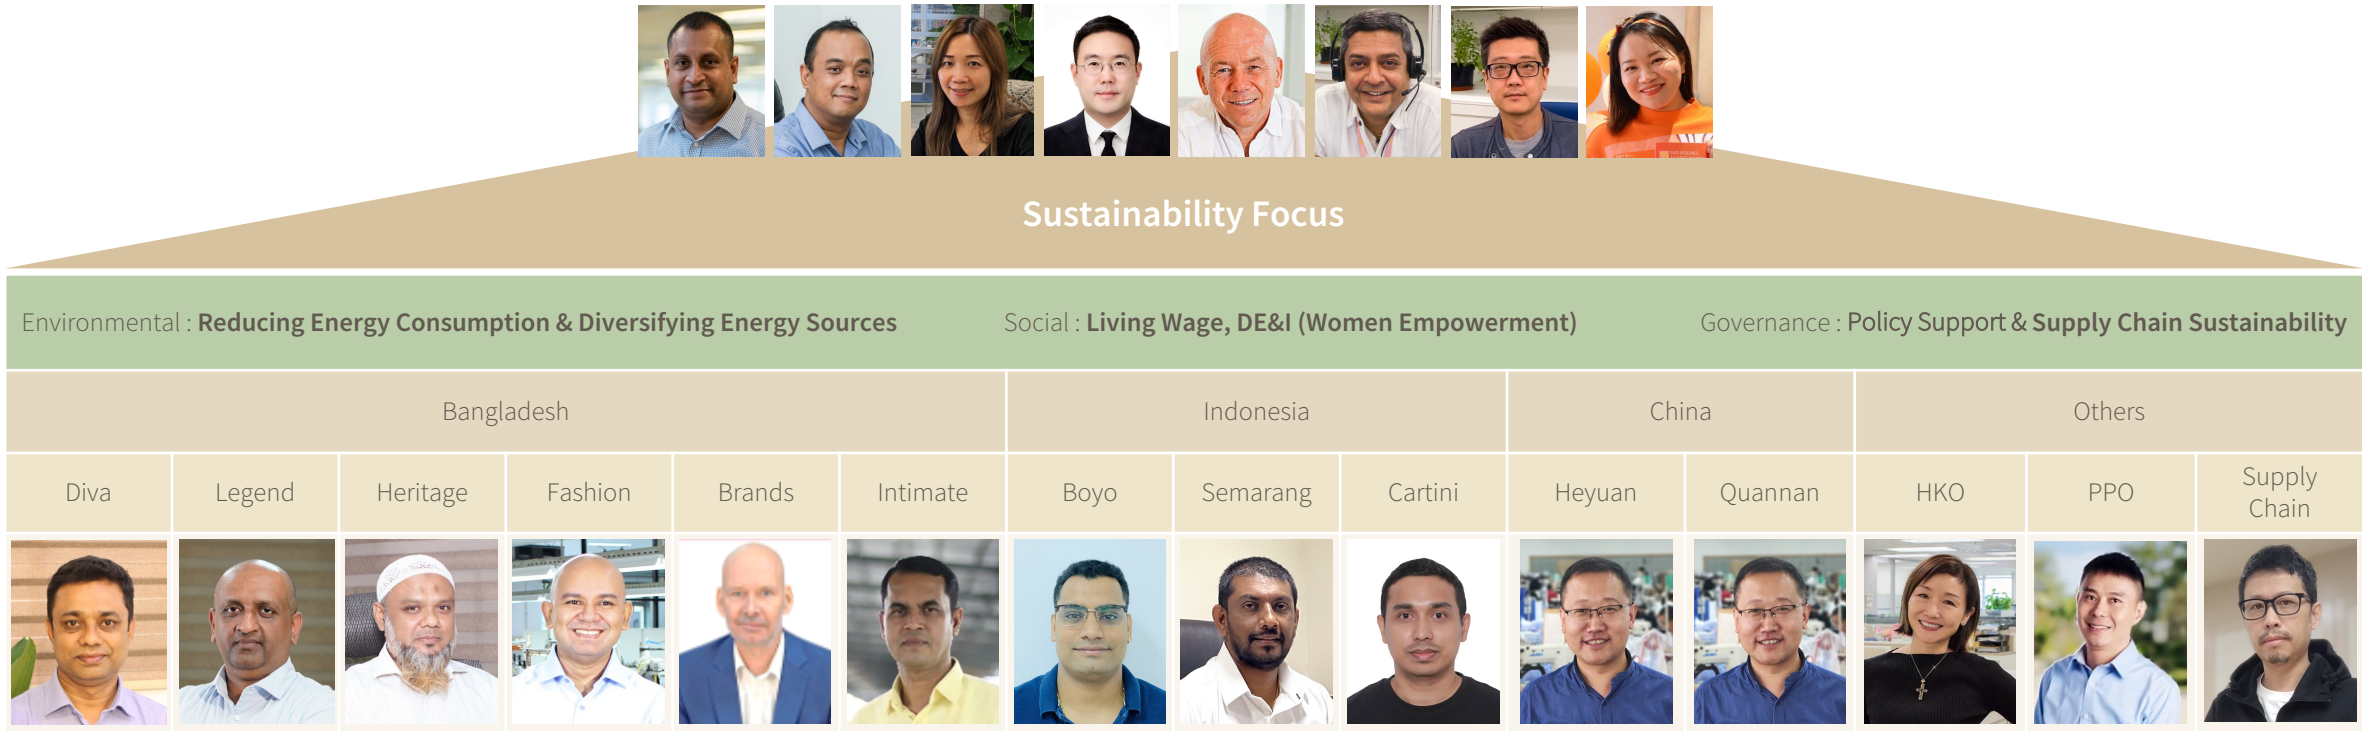 Sustainability Focus
Environmental : Reducing Energy Consumption & Diversifying Energy Sources
Social : Living Wage, DE&I (Women Empowerment)
Governance : Policy Support & Supply Chain Sustainability
Bangladesh
Indonesia
China
Others
Diva
Legend
Heritage
Fashion
Brands
Intimate
Boyo
Semarang
Cartini
Heyuan
Quannan
HKO
PPO
Supply
Chain